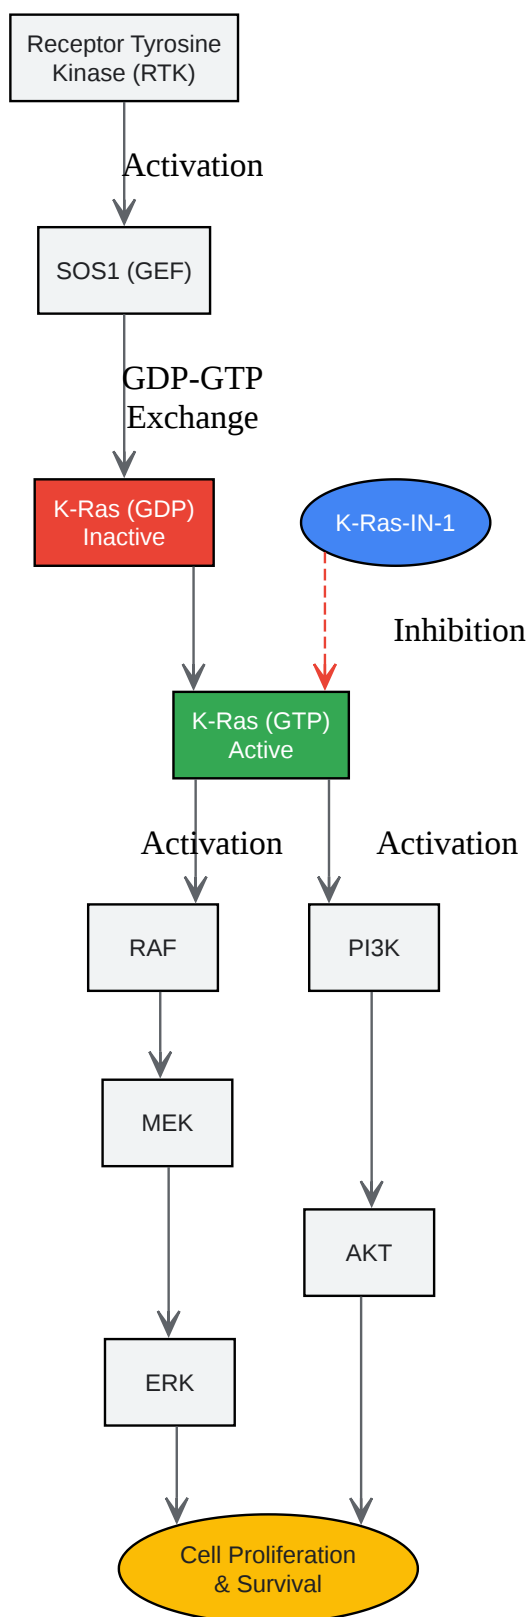 Receptor Tyrosine
Kinase (RTK)
Activation
SOS1 (GEF)
GDP-GTP
Exchange
K-Ras (GDP)
Inactive
K-Ras-IN-1
Inhibition
K-Ras (GTP)
Active
Activation
Activation
RAF
PI3K
MEK
AKT
ERK
Cell Proliferation
& Survival